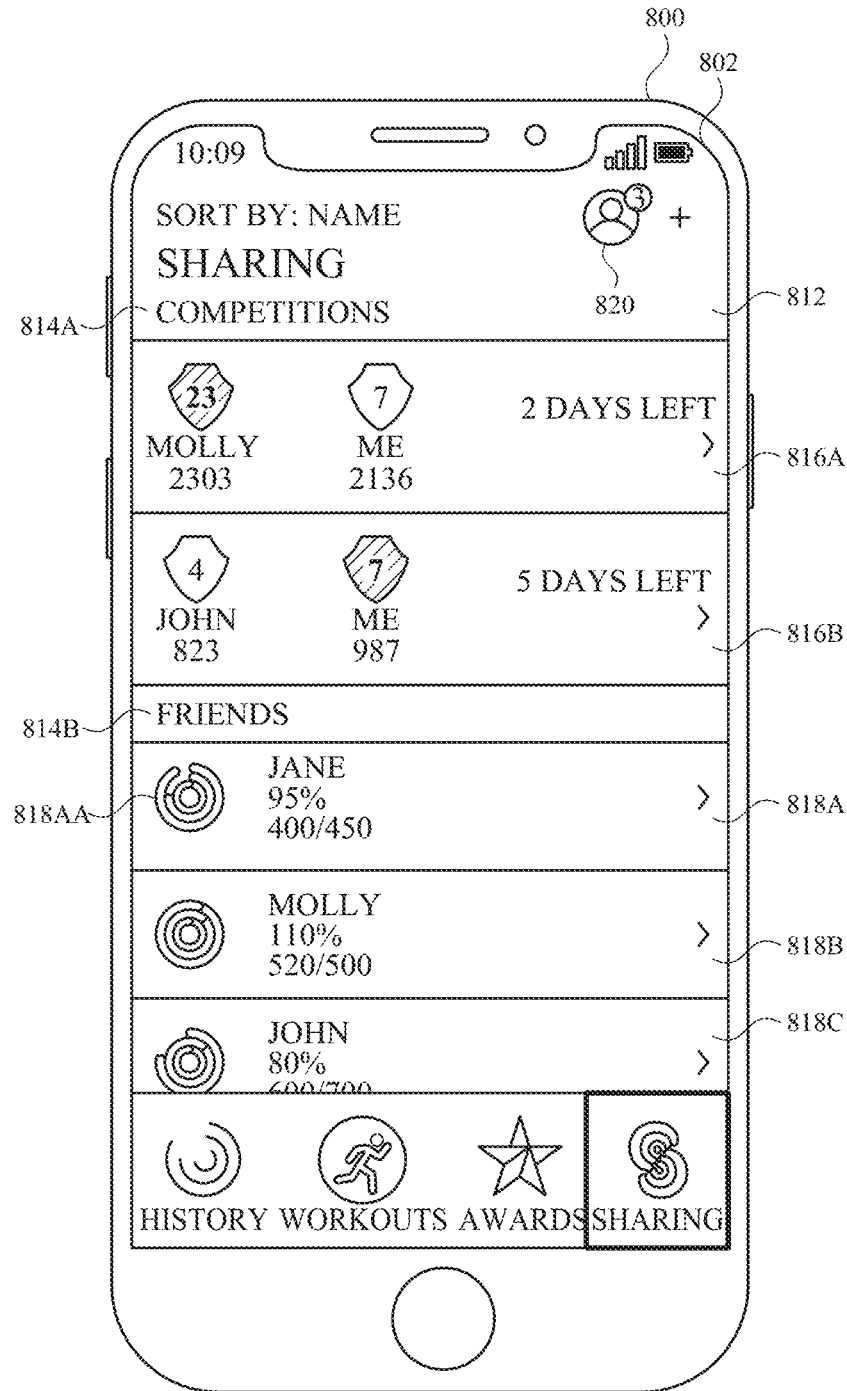 800
802
10:09
SORT BY: NAME
3
+
SHARING
820
812
814A
COMPETITIONS
23
7
2 DAYS LEFT
MOLLY
ME
816A
2303
2136
4
7
5 DAYS LEFT
JOHN
ME
816B
823
987
814B
FRIENDS
JANE
95%
400/450
818AA
818A
MOLLY
110%
520/500
818B
JOHN
80%
600/700
818C
HISTORY
WORKOUTS
AWARDS
SHARING